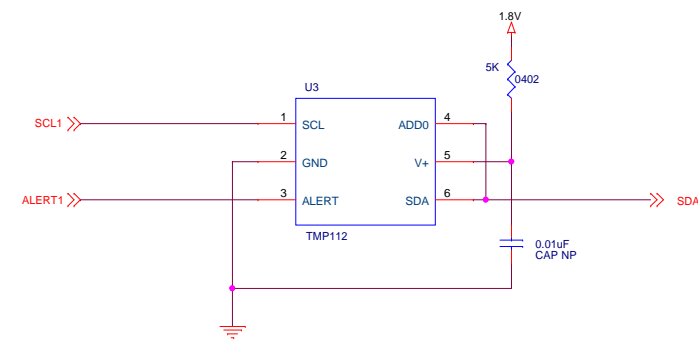 1.8V
5K
0402
U3
SCL1
1
SCL
ADD0
4
2
GND
V+
5
ALERT1
3
ALERT
SDA
6
SDA
TMP112
0.01uF
CAP NP